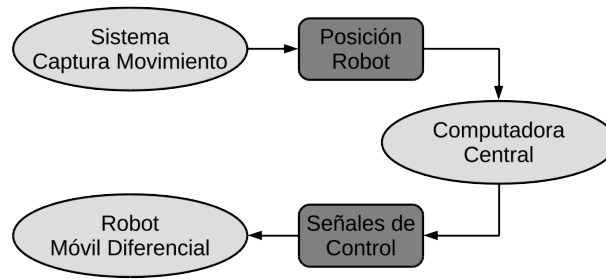 Sistema
Captura Movimiento
Posición
Robot
Computadora
Central
Señales de
Control
Robot
Móvil Diferencial